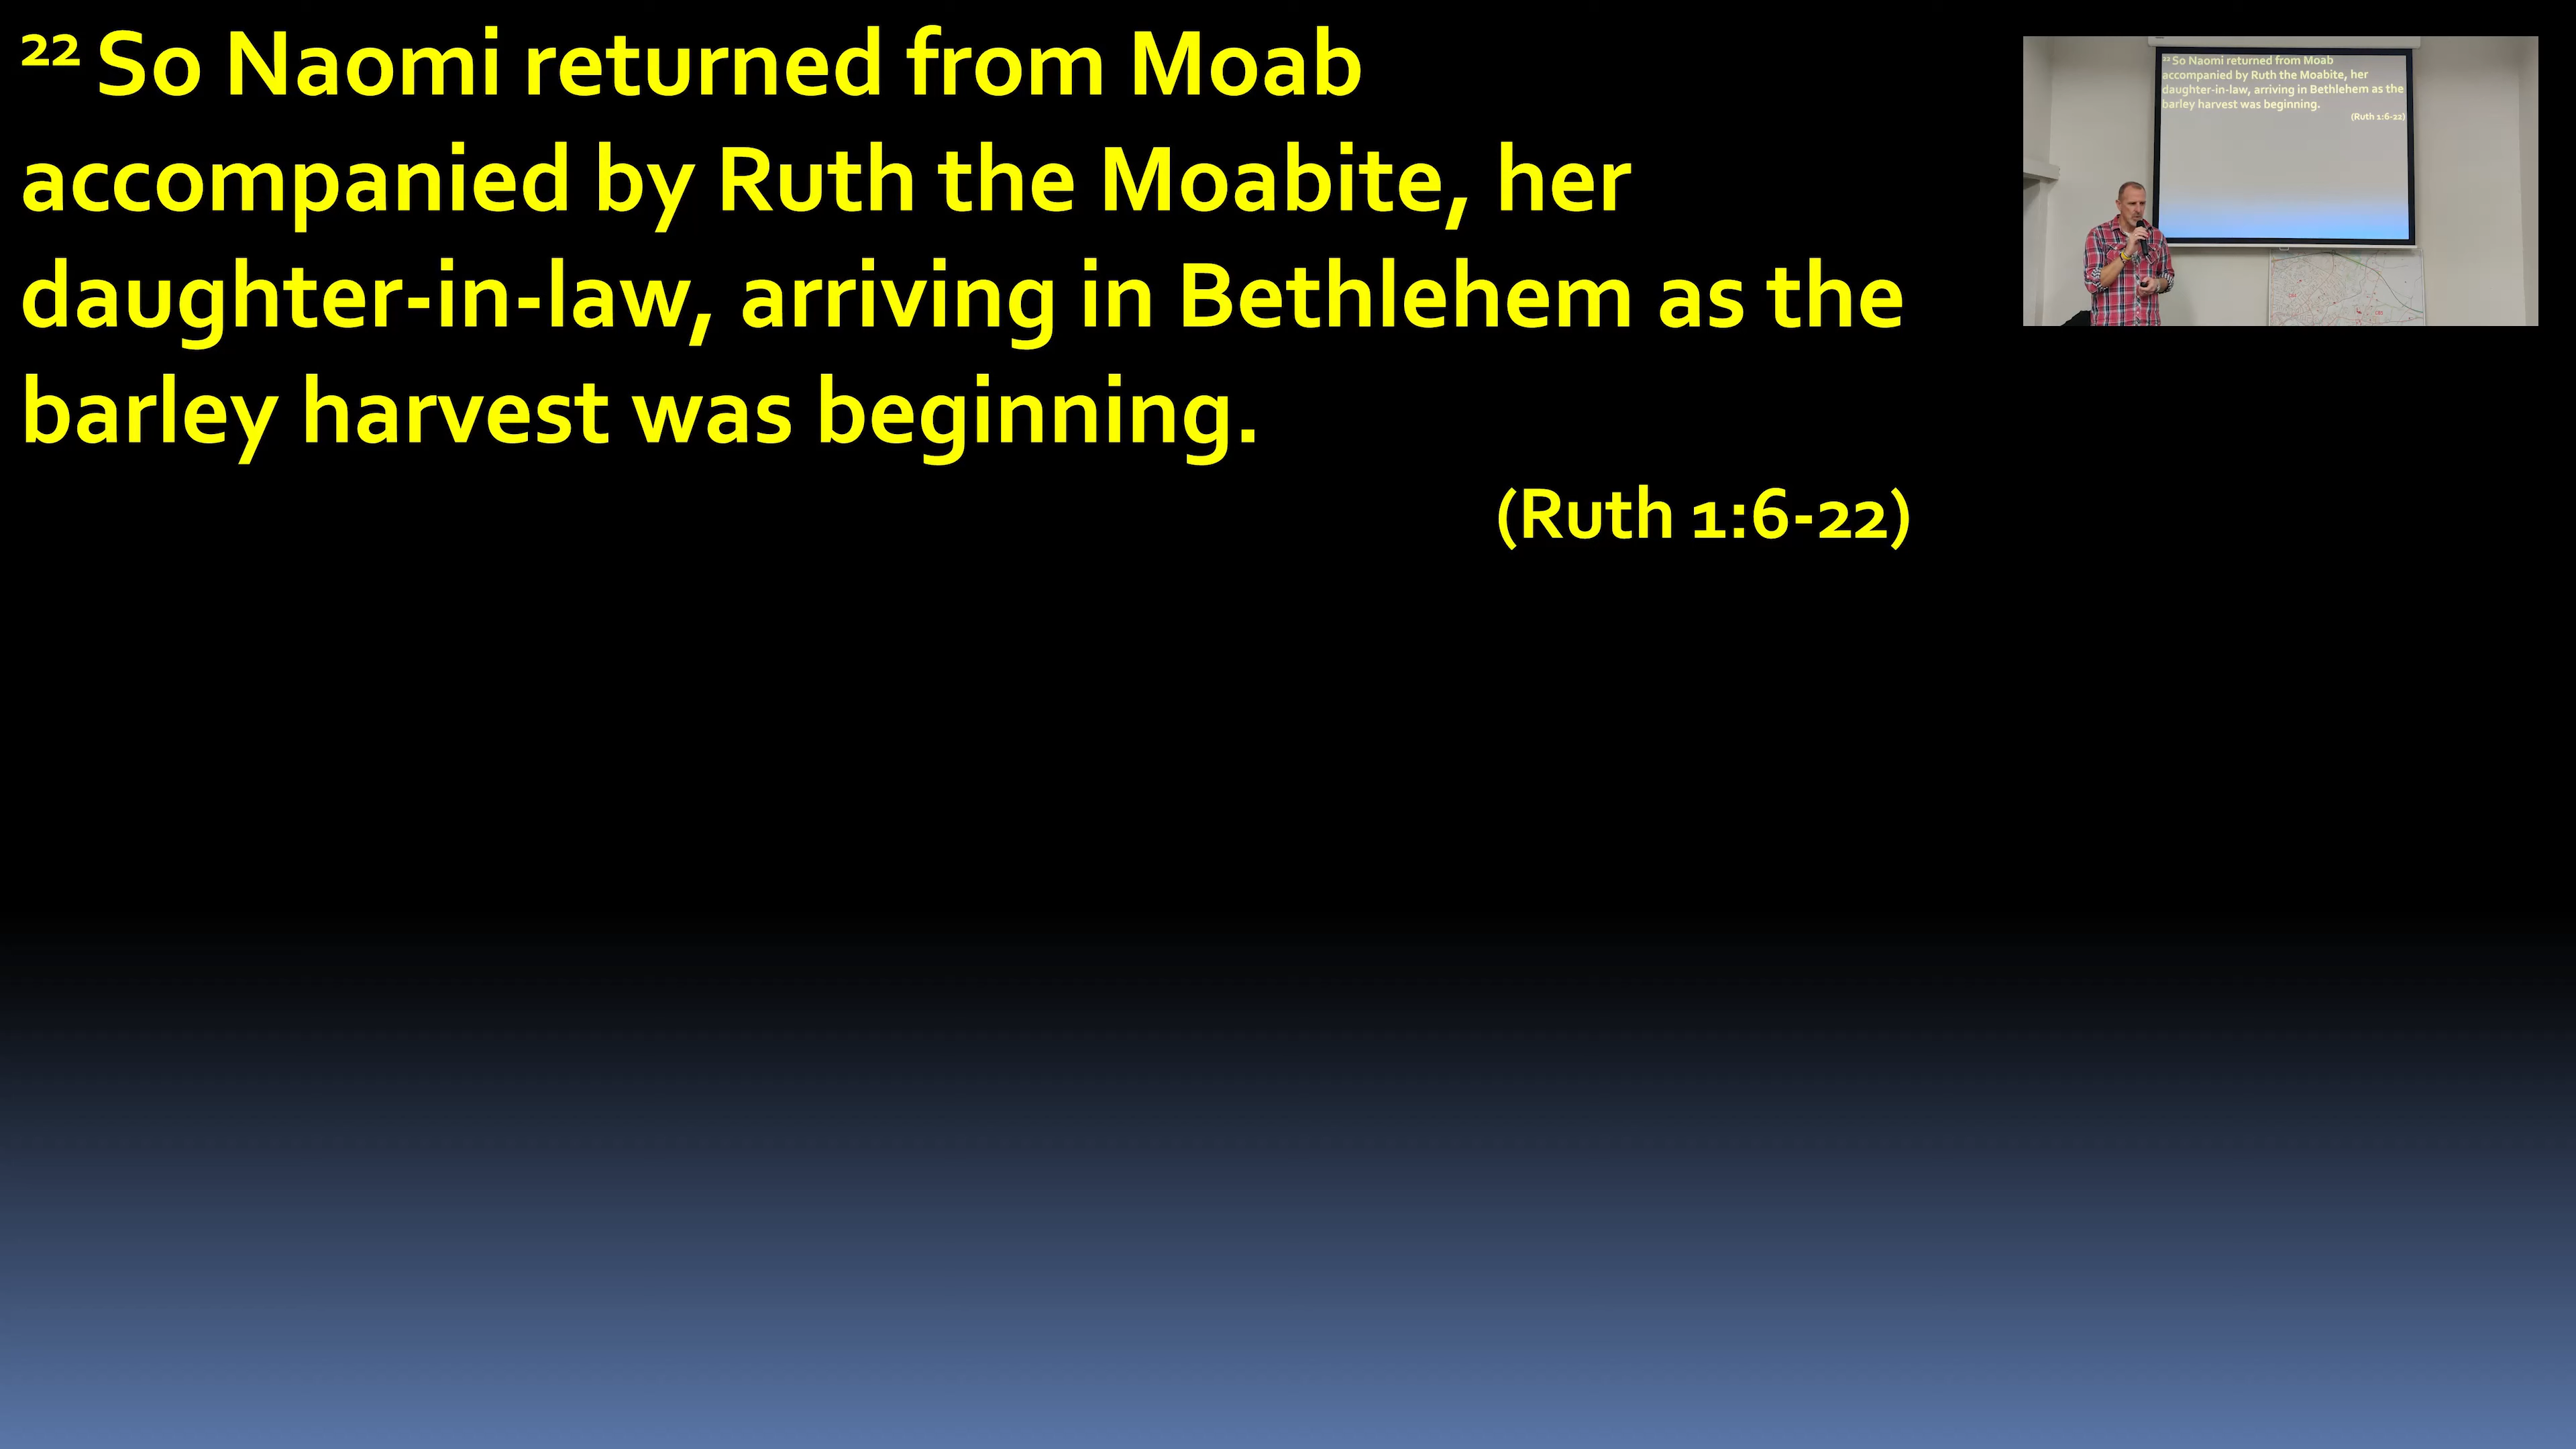 ²² So Naomi returned from Moab
accompanied by Ruth the Moabite, her
daughter-in-law, arriving in Bethlehem as the
barley harvest was beginning.
(Ruth 1:6-22)
²² So Naomi returned from Moab
accompanied by Ruth the Moabite, her
daughter-in-law, arriving in Bethlehem as the
barley harvest was beginning.
(Ruth 1:6-22)